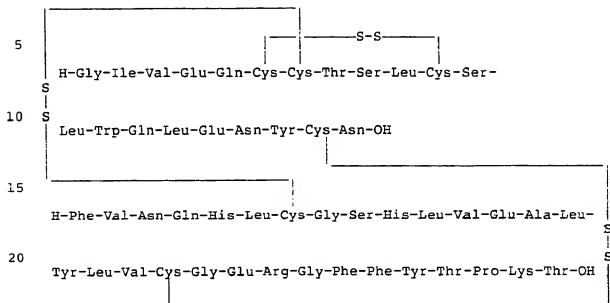 5 S-S
H-Gly-Ile-Val-Glu-Gln-Cys-Cys-Thr-Ser-Leu-Cys-Ser-
S
10 S Leu-Trp-Gln-Leu-Glu-Asn-Tyr-Cys-Asn-OH
15
H-Phe-Val-Asn-Gln-His-Leu-Cys-Gly-Ser-His-Leu-Val-Glu-Ala-Leu-
S
20 S
Tyr-Leu-Val-Cys-Gly-Glu-Arg-Gly-Phe-Phe-Tyr-Thr-Pro-Lys-Thr-OH